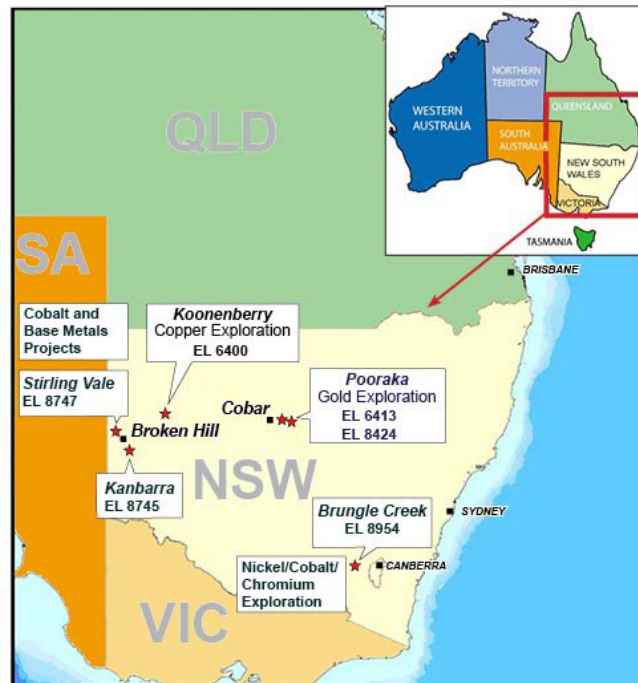 NORTHERN
TERRITORY
WESTERN
AUSTRALIA
QUEENSLAND
SOUTH
AUSTRALIA
NEW SOUTH
WALES
VICTORIA
TASMANIA
QLD
SA
BRISBANE
Cobalt and
Base Metals
Projects
Koonenberry
Copper Exploration
EL 6400
Stirling Vale
EL 8747
Broken Hill
Cobar
Pooraka
Gold Exploration
EL 6413
EL 8424
Kanbarra
EL 8745
NSW
Brungle Creek
EL 8954
SYDNEY
Nickel/Cobalt/
Chromium
Exploration
CANBERRA
VIC